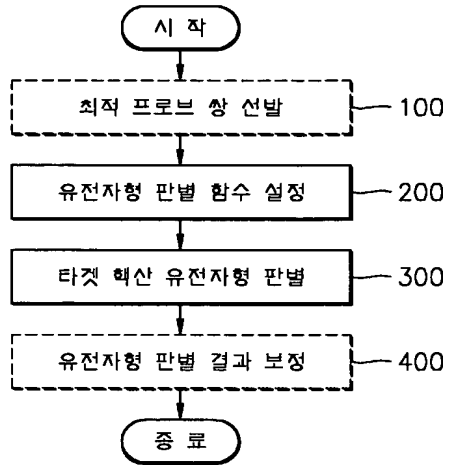 시 작
최적 프로브 쌍 선발 100
유전자형 판별 함수 설정 200
타겟 핵산 유전자형 판별 300
유전자형 판별 결과 보정 400
종 료